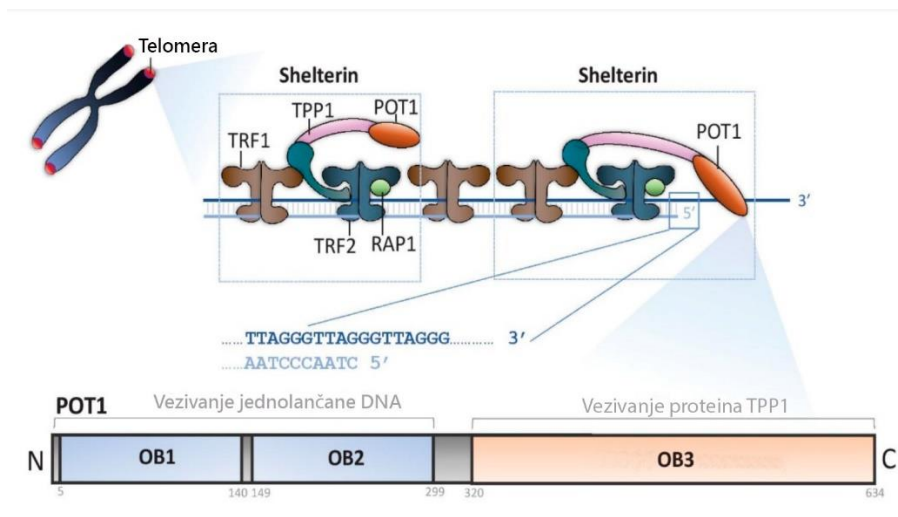 Telomera
Shelterin
Shelterin
TPP1
POT1
TRF1
POT1
3′
5′
TRF2
RAP1
......TTAGGGTTAGGGTTAGGG............ 3′
......AATCCCAATC 5′
POT1
Vezivanje jednolančane DNA
Vezivanje proteina TPP1
N
OB1
OB2
OB3
C
5
140
149
299
320
634